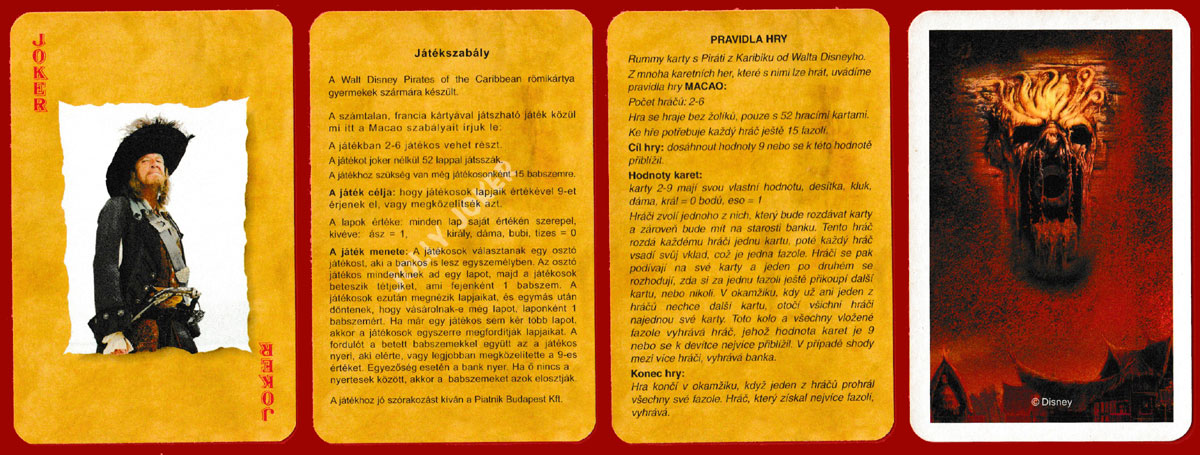 JOKER
JOKER
Játékszabály
A Walt Disney Pirates of the Caribbean römikártya
gyermekek szármára készült.
A számtalan, francia kártyával játszható játék közül
mi itt a Macao szabályait írjuk le:
A játékban 2-6 játékos vehet részt.
A játékot joker nélkül 52 lappal játsszák.
A játékhoz szükség van még játékosonként 15 babszemre.
A játék célja: hogy játékosok lapjaik értékével 9-et
érjenek el, vagy megközelítsék azt.
A lapok értéke: minden lap saját értékén szerepel,
kivéve: ász = 1, király, dáma, bubi, tizes = 0
A játék menete: A játékosok választanak egy osztó
játékost, aki a bankos is lesz egyszemélyben. Az osztó
játékos mindenkinek ad egy lapot, majd a játékosok
beteszik tétjeiket, ami fejenként 1 babszem. A
játékosok ezután megnézik lapjaikat, és egymás után
döntenek, hogy vásárolnak-e még lapot, laponként 1
babszemért. Ha már egy játékos sem kér több lapot,
akkor a játékosok egyszerre megfordítják lapjaikat. A
fordulót a betett babszemekkel együtt az a játékos
nyeri, aki elérte, vagy legjobban megközelítette a 9-es
értéket. Egyezőség esetén a bank nyer. Ha ő nincs a
nyertesek között, akkor a babszemeket azok elosztják.
A játékhoz jó szórakozást kíván a Piatnik Budapest Kft.
PRAVIDLA HRY
Rummy karty s Piráti z Karibiku od Walta Disneyho.
Z mnoha karetních her, které s nimi lze hrát, uvádíme
pravidla hry MACAO:
Počet hráčů: 2-6
Hra se hraje bez žolíků, pouze s 52 hracími kartami.
Ke hře potřebuje každý hráč ještě 15 fazolí.
Cíl hry: dosáhnout hodnoty 9 nebo se k této hodnotě
přiblížit.
Hodnoty karet:
karty 2-9 mají svou vlastní hodnotu, desítka, kluk,
dáma, král = 0 bodů, eso = 1
Hráči zvolí jednoho z nich, který bude rozdávat karty
a zároveň bude mít na starosti banku. Tento hráč
rozdá každému hráči jednu kartu, poté každý hráč
vsadí svůj vklad, což je jedna fazole. Hráči se pak
podívají na své karty a jeden po druhém se
rozhodují, zda si za jednu fazoli ještě přikoupí další
kartu, nebo nikoli. V okamžiku, kdy už ani jeden z
hráčů nechce další kartu, otočí všichni hráči
najednou své karty. Toto kolo a všechny vložené
fazole vyhrává hráč, jehož hodnota karet je 9
nebo se k devítce nejvíce přiblížil. V případě shody
mezi více hráči, vyhrává banka.
Konec hry:
Hra končí v okamžiku, když jeden z hráčů prohrál
všechny své fazole. Hráč, který získal nejvíce fazolí,
vyhrává.
© Disney